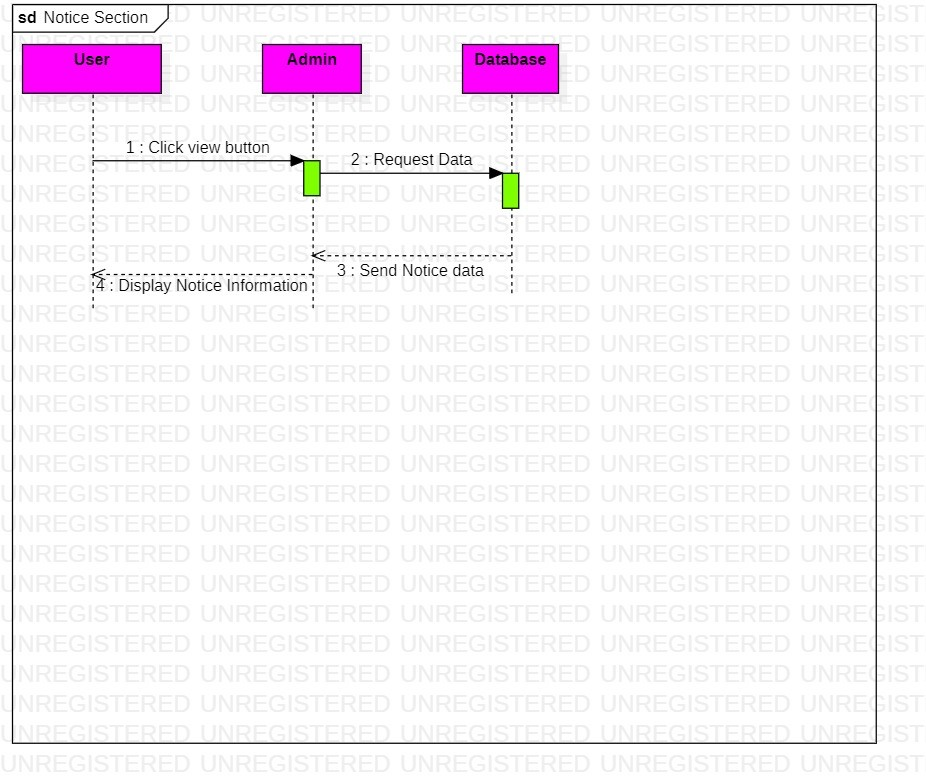 sd Notice Section
User
Admin
Database
1 : Click view button
2 : Request Data
3 : Send Notice data
4 : Display Notice Information
UNREGISTERED